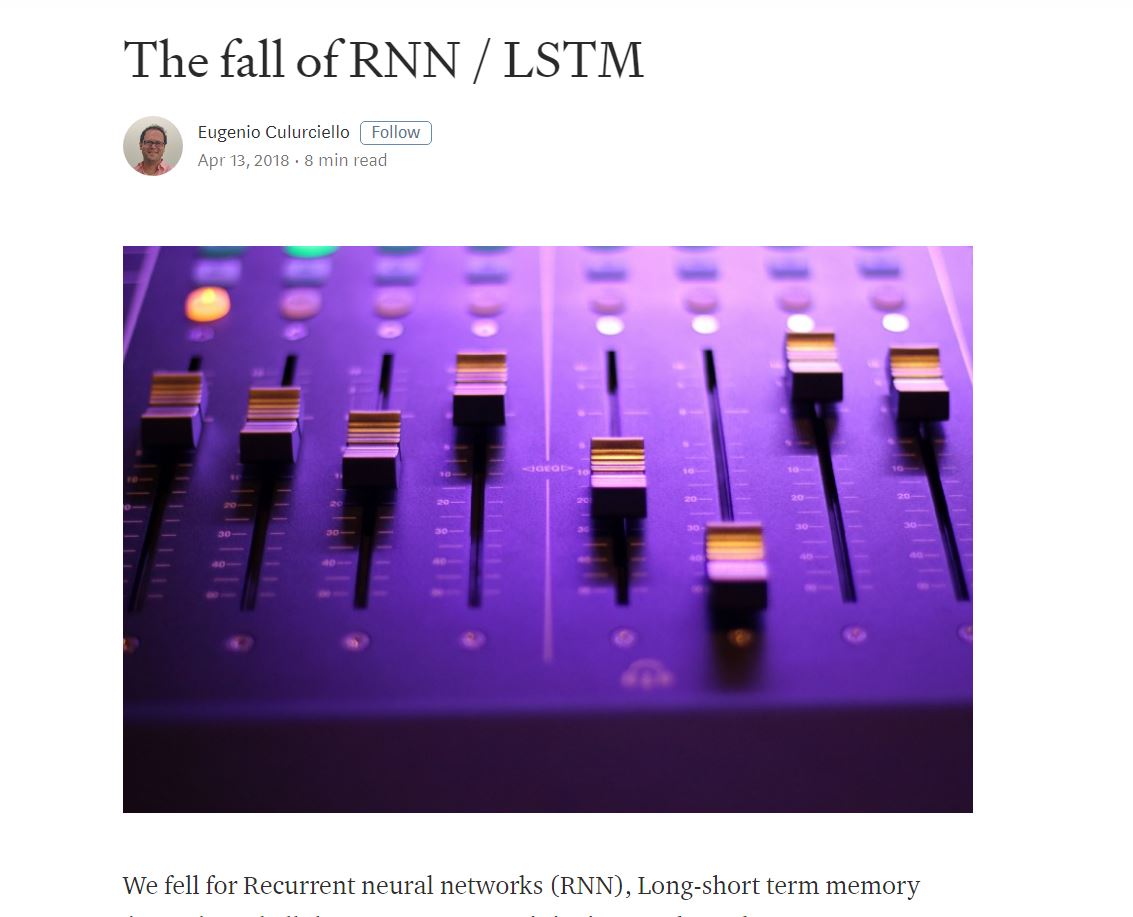 The fall of RNN / LSTM
Eugenio Culurciello Follow
Apr 13, 2018 · 8 min read
We fell for Recurrent neural networks (RNN), Long-short term memory